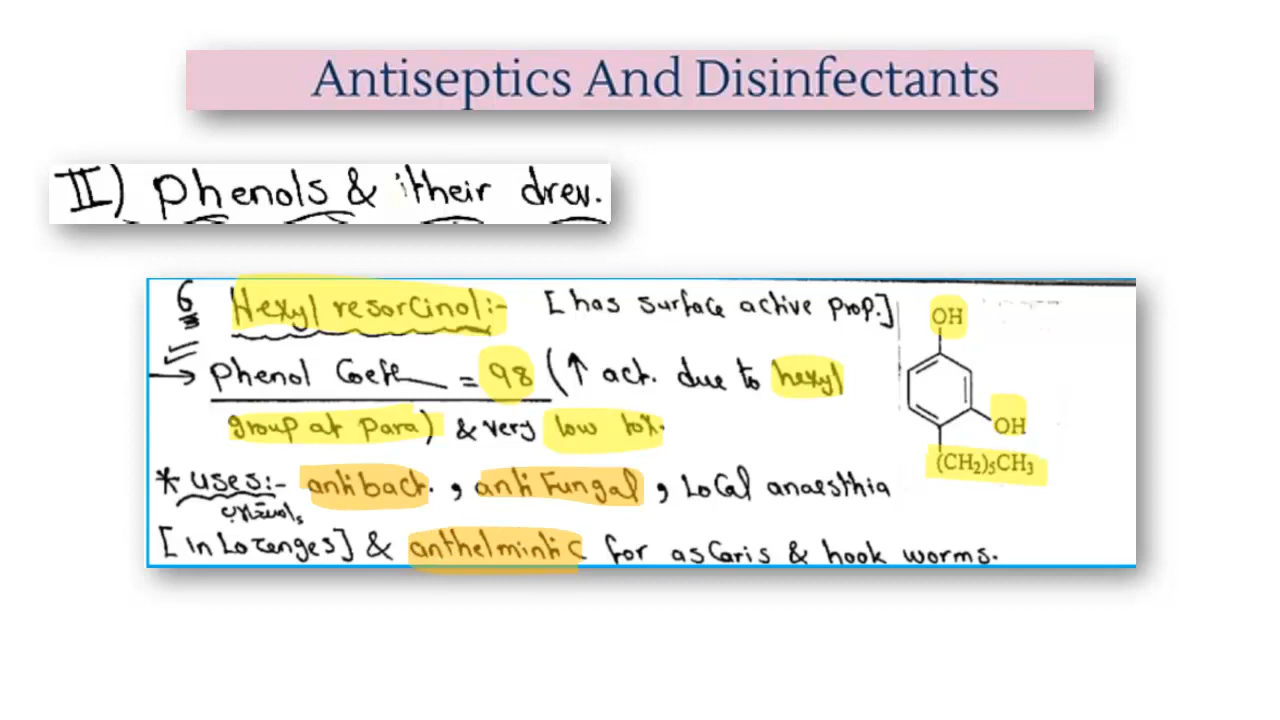 Antiseptics And Disinfectants
II) Phenols & their drev.
6 Hexyl resorcinol:- [has surface active prop.]
→ Phenol Coeff = 98 (↑ act. due to hexyl
group at Para) & very low tox.
* uses:- antibact., antiFungal, Local anaesthia
[in Lozenges] & anthelmintic for asCaris & hook worms.
OH
OH
(CH₂)₅CH₃